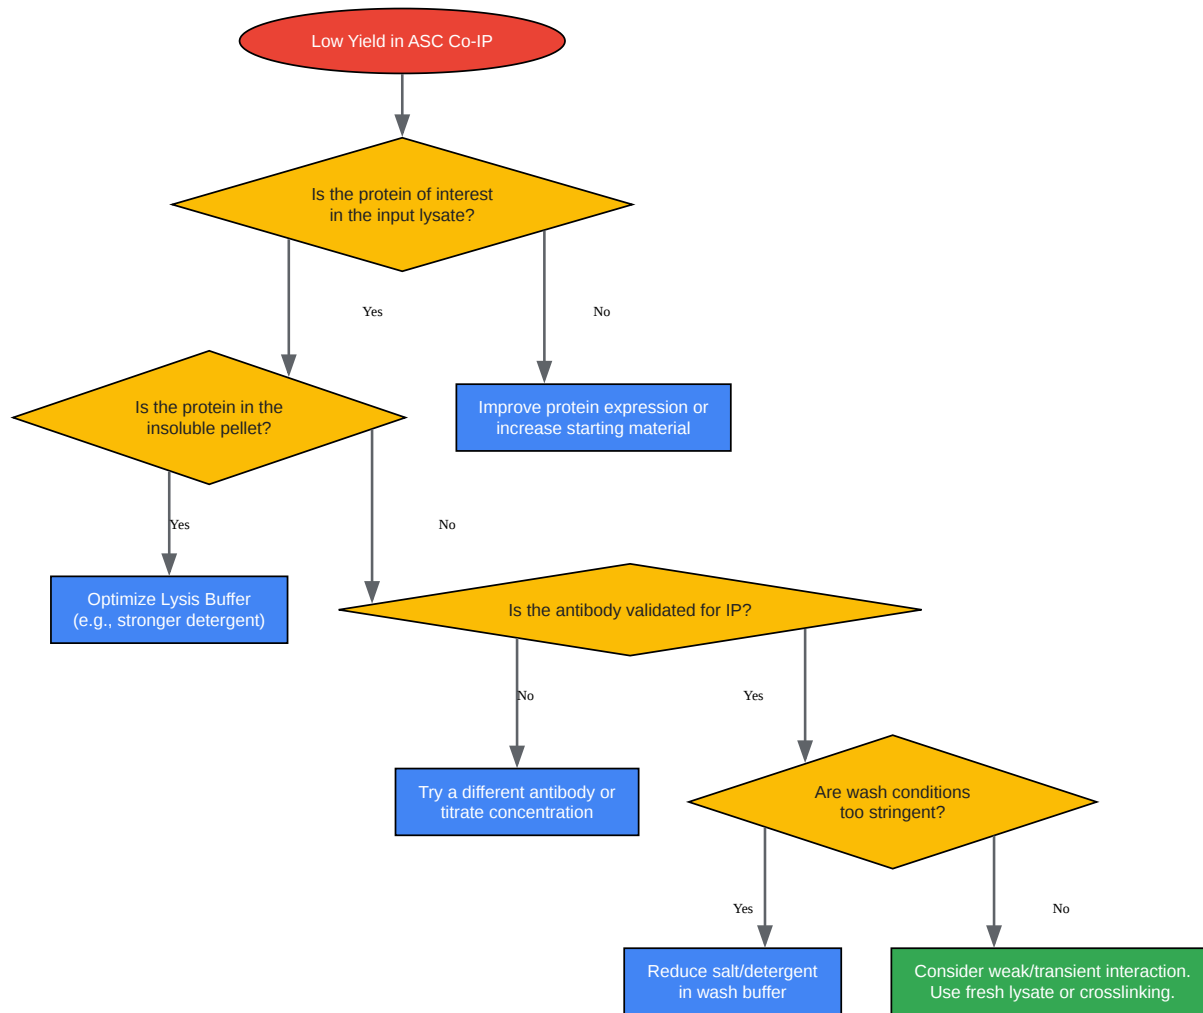 Low Yield in ASC Co-IP
Is the protein of interest
in the input lysate?
Yes
No
Is the protein in the
insoluble pellet?
Improve protein expression or
increase starting material
Yes
No
Optimize Lysis Buffer
(e.g., stronger detergent)
Is the antibody validated for IP?
No
Yes
Try a different antibody or
titrate concentration
Are wash conditions
too stringent?
Yes
No
Reduce salt/detergent
in wash buffer
Consider weak/transient interaction.
Use fresh lysate or crosslinking.